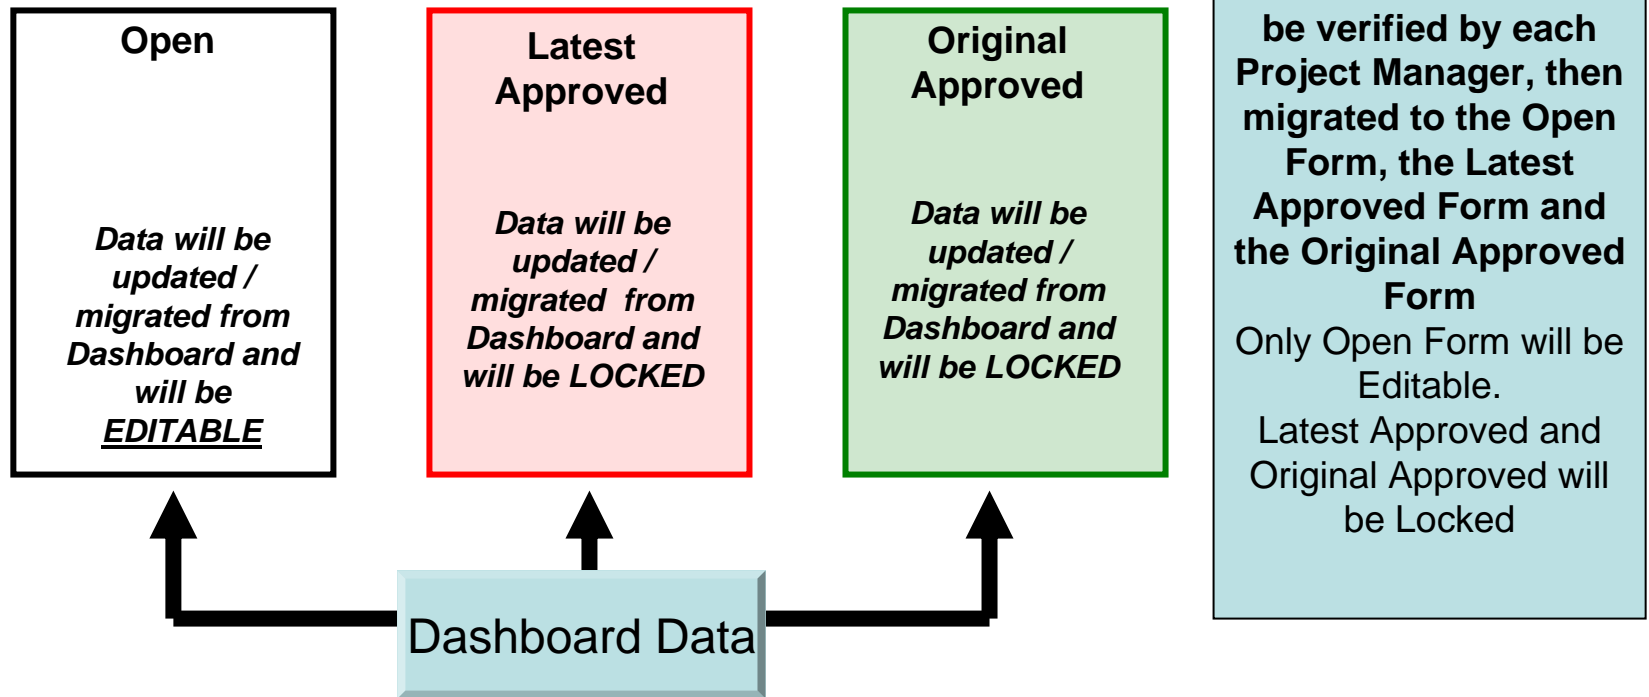 Open
Data will be
updated /
migrated from
Dashboard and
will be
EDITABLE
Latest
Approved
Data will be
updated /
migrated from
Dashboard and
will be LOCKED
Original
Approved
Data will be
updated /
migrated from
Dashboard and
will be LOCKED
be verified by each
Project Manager, then
migrated to the Open
Form, the Latest
Approved Form and
the Original Approved
Form
Only Open Form will be
Editable.
Latest Approved and
Original Approved will
be Locked
Dashboard Data